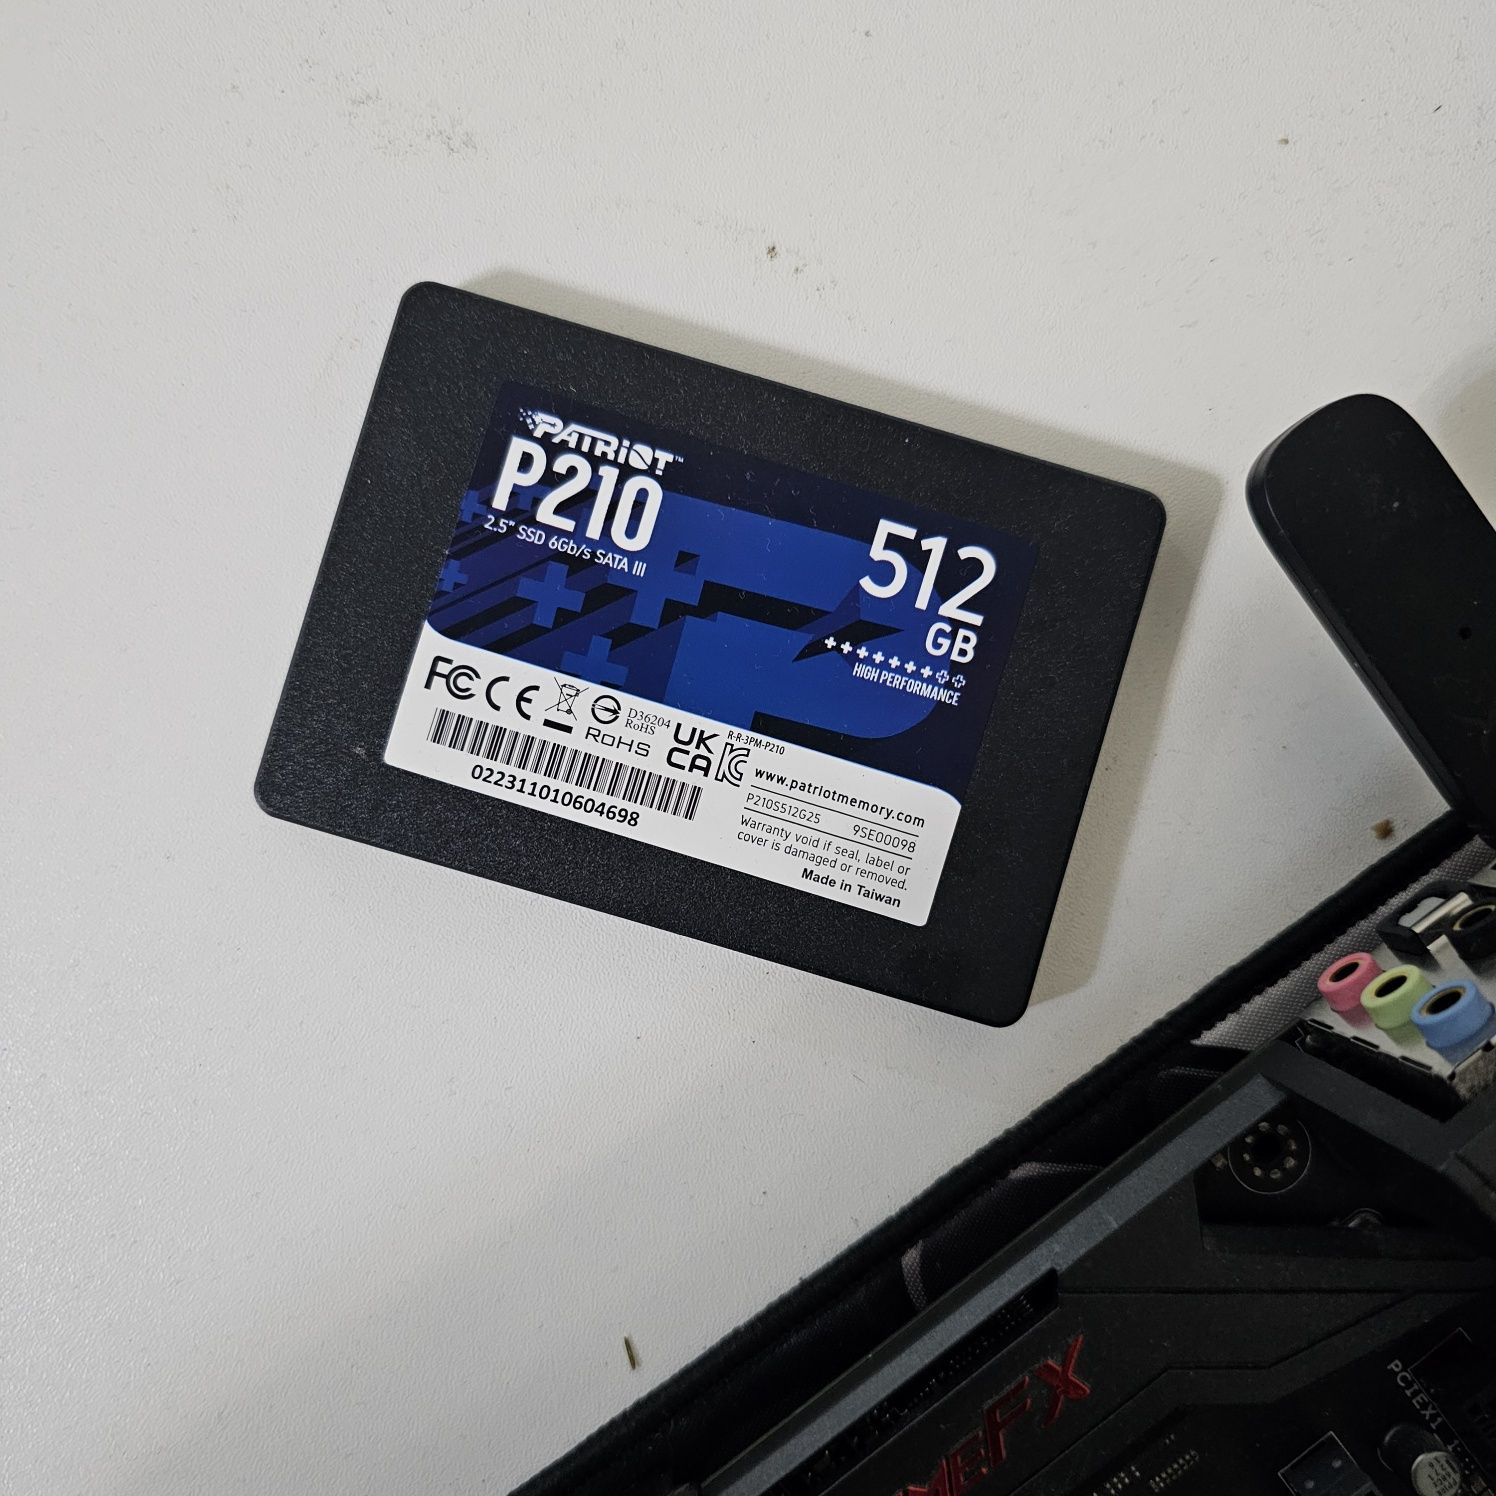 PATRIOT™
P210
2.5" SSD 6Gb/s SATA III
512
GB
HIGH PERFORMANCE
FC CE
D36204
RoHS
RoHS
UK
CA
R-R-3PM-P210
022311010604698
www.patriotmemory.com
P210S512G25 9SE00098
Warranty void if seal, label or
cover is damaged or removed.
Made in Taiwan
PCIEX1